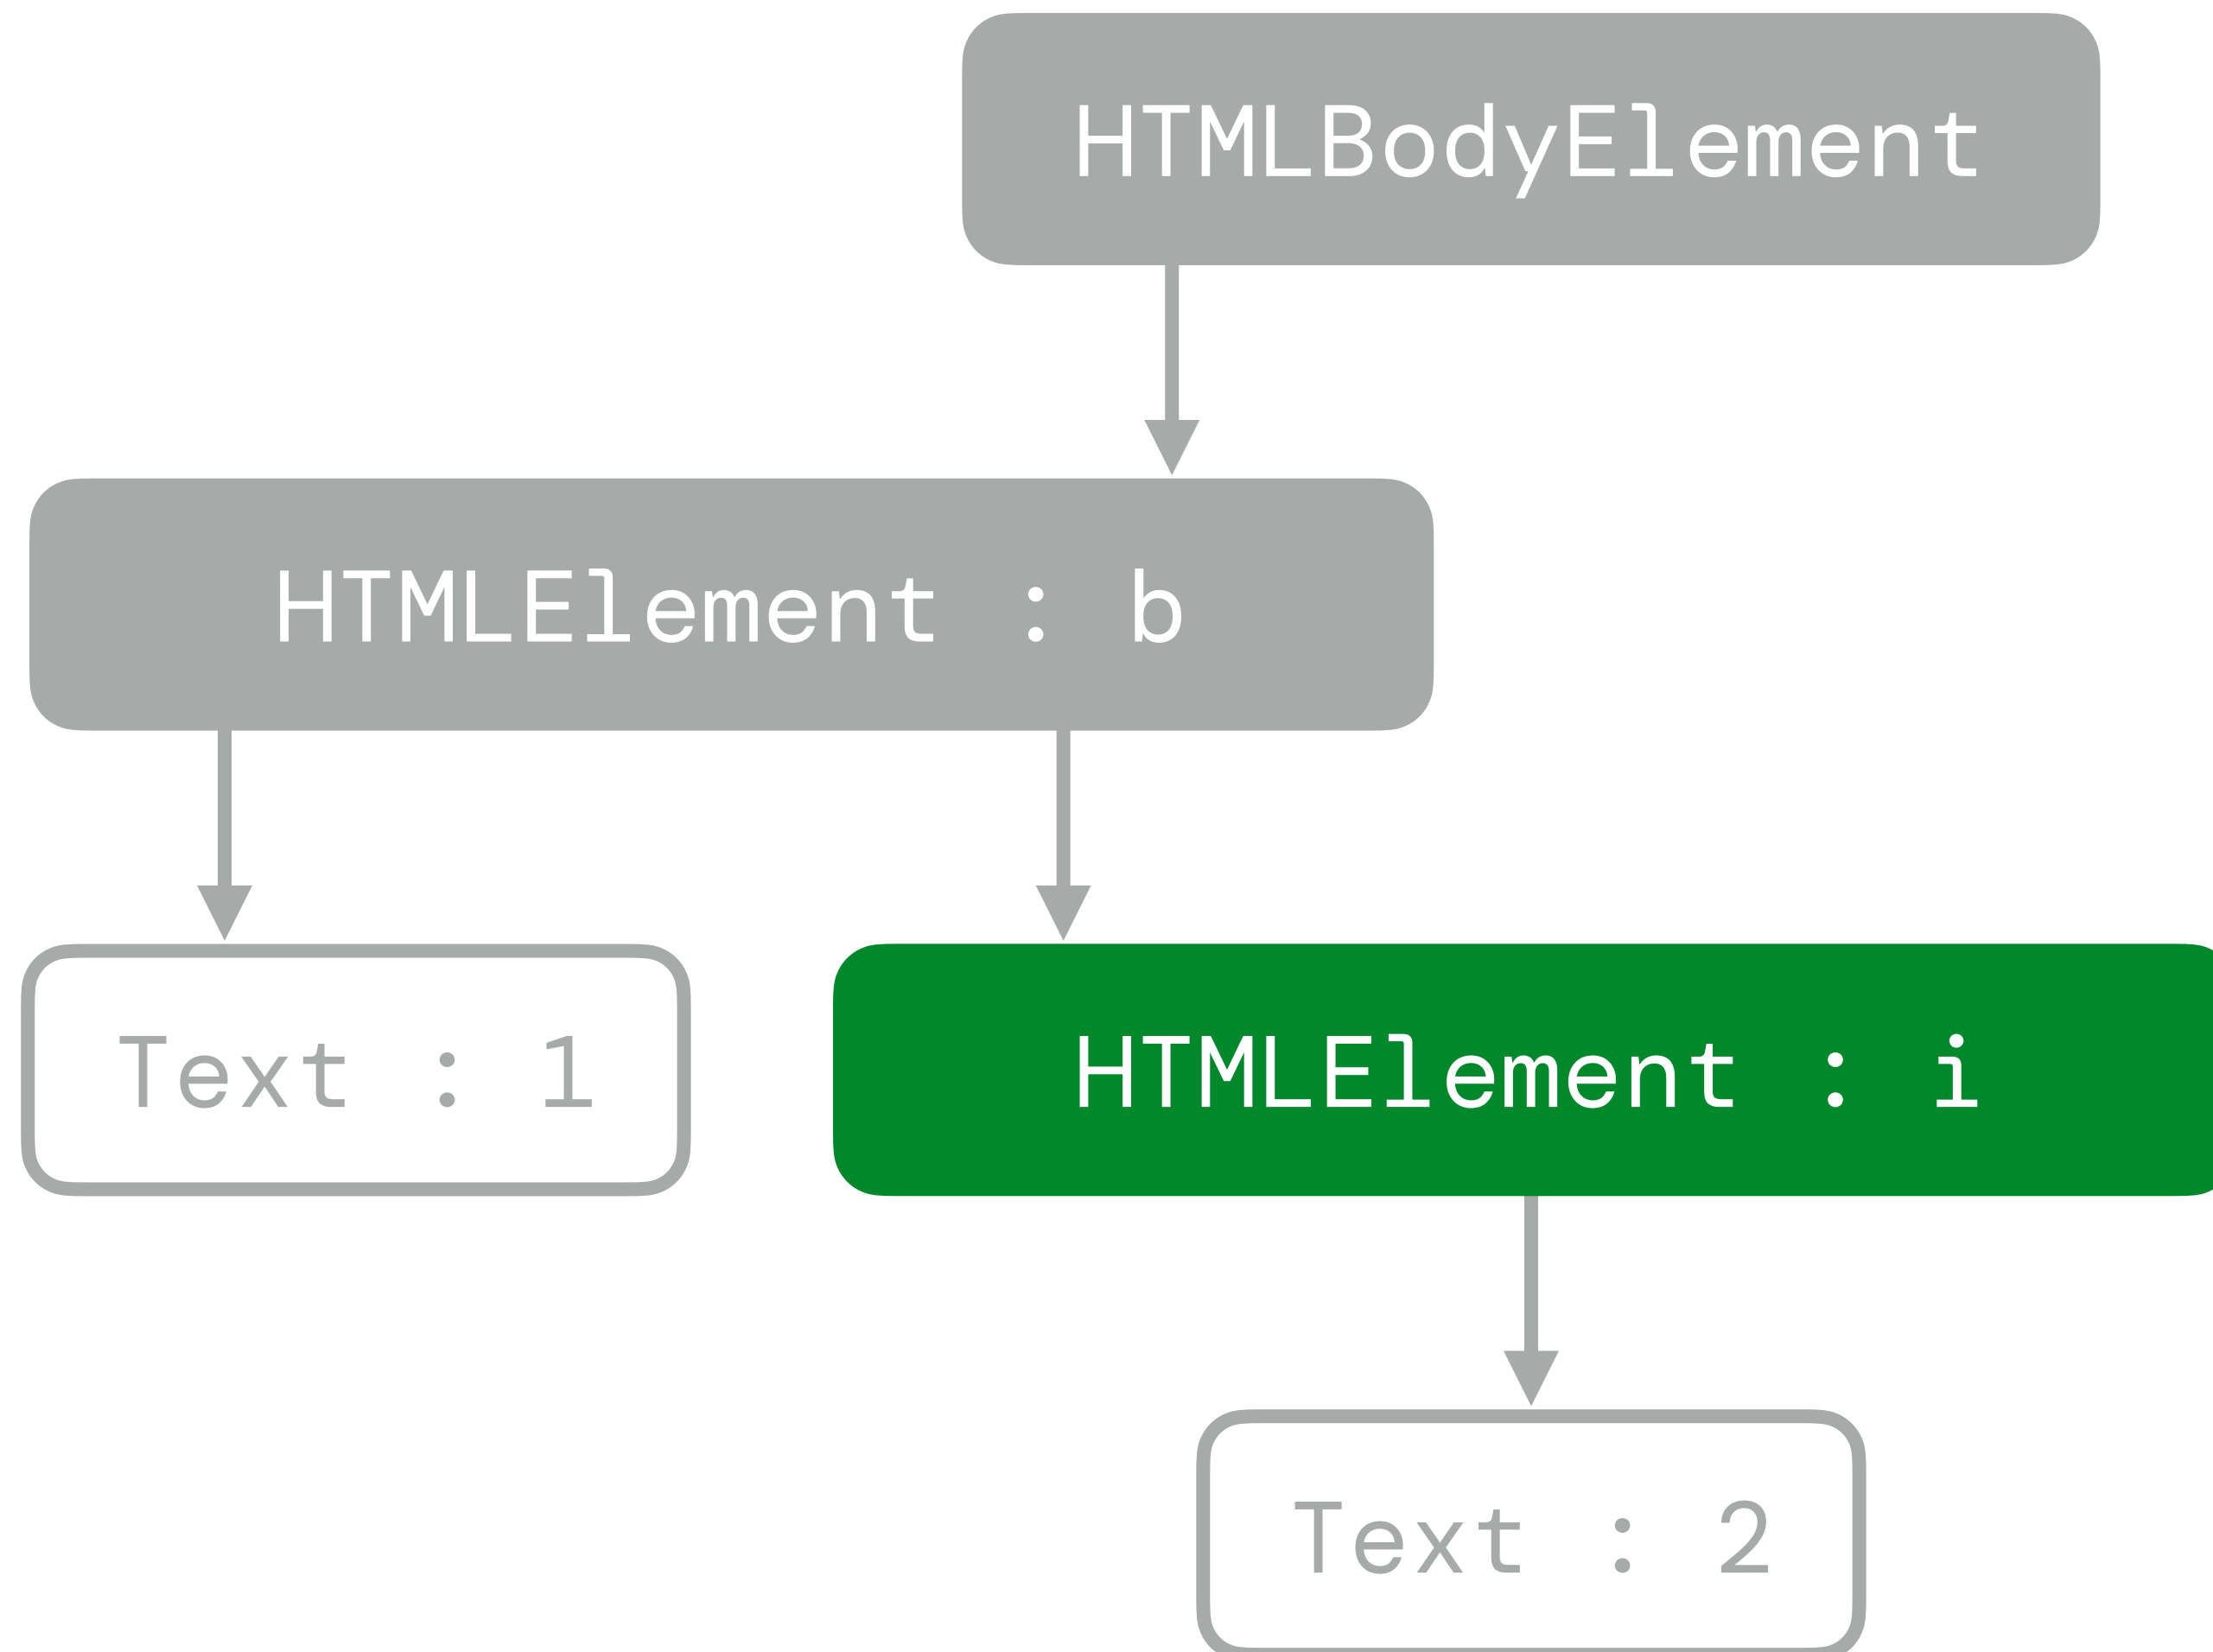 HTMLBodyElement
HTMLElement : b
Text : 1
HTMLElement : i
Text : 2